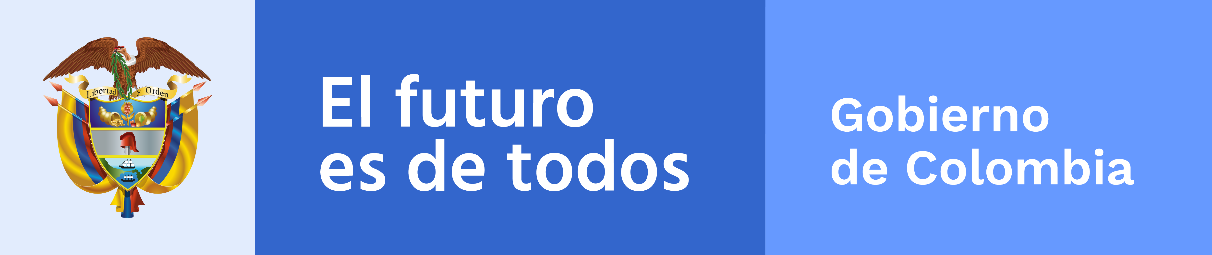 Libertad y Orden
El futuro
es de todos
Gobierno
de Colombia